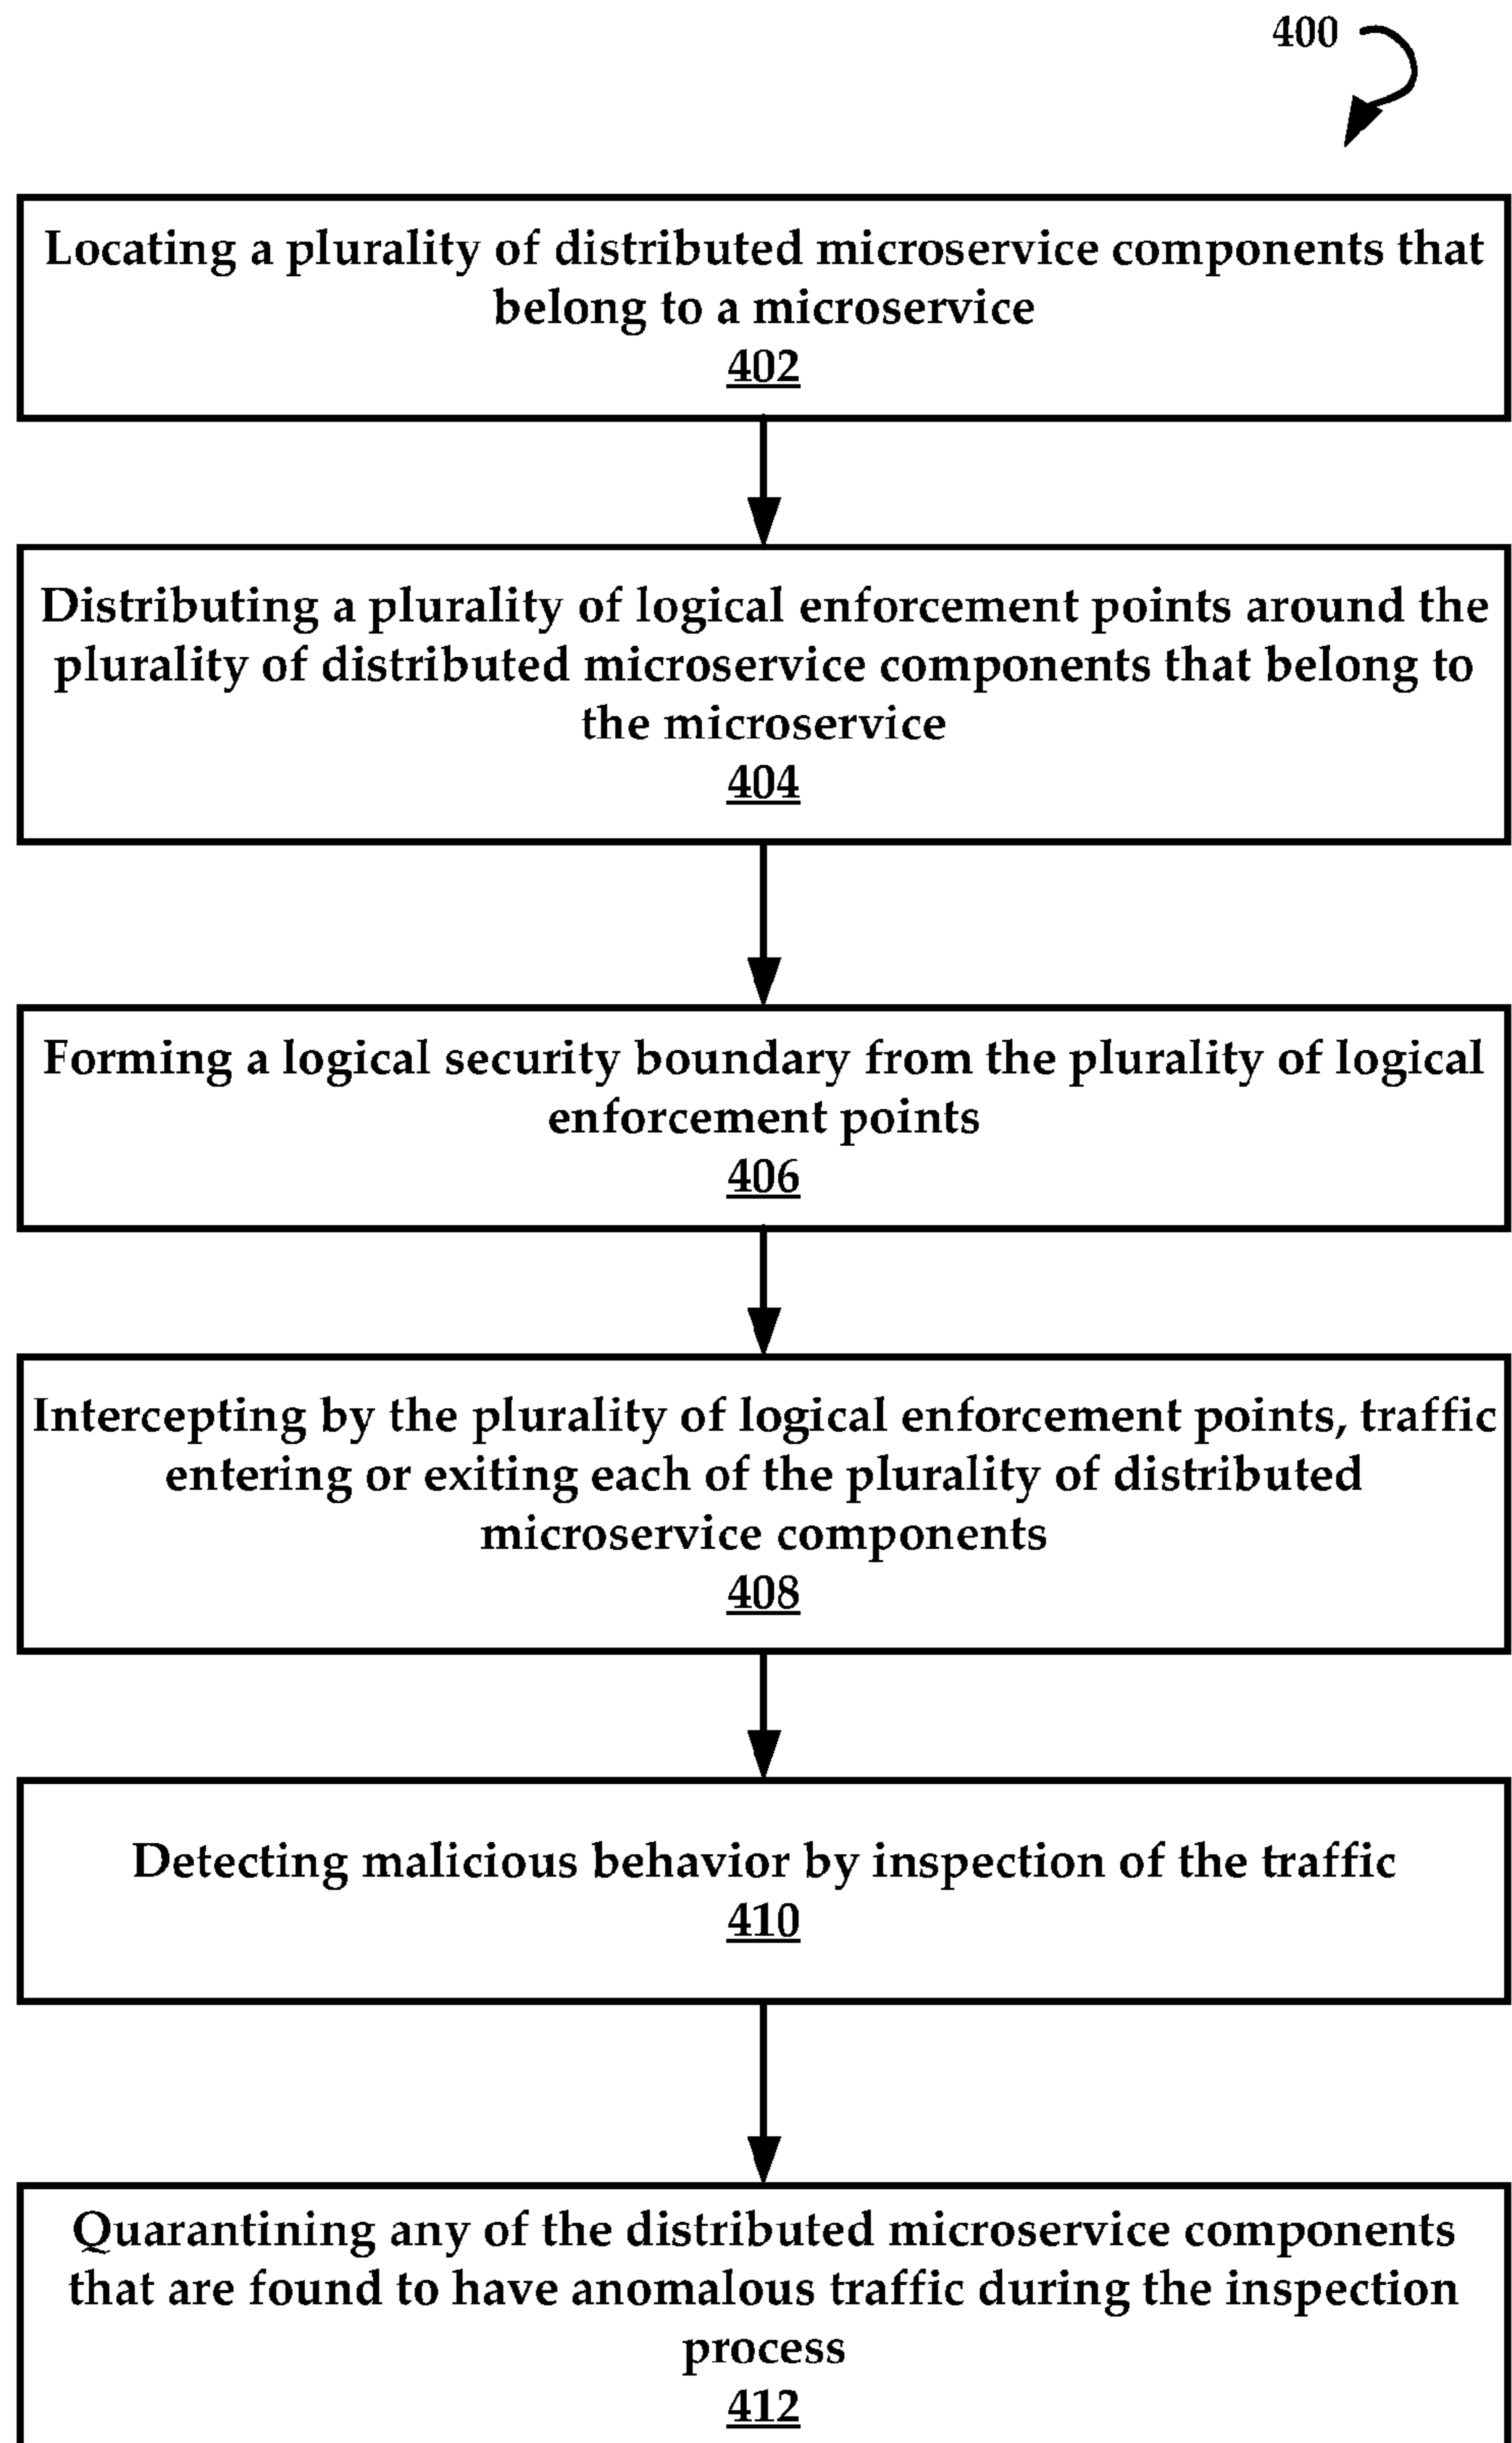 400
Locating a plurality of distributed microservice components that
belong to a microservice
402
Distributing a plurality of logical enforcement points around the
plurality of distributed microservice components that belong to
the microservice
404
Forming a logical security boundary from the plurality of logical
enforcement points
406
Intercepting by the plurality of logical enforcement points, traffic
entering or exiting each of the plurality of distributed
microservice components
408
Detecting malicious behavior by inspection of the traffic
410
Quarantining any of the distributed microservice components
that are found to have anomalous traffic during the inspection
process
412